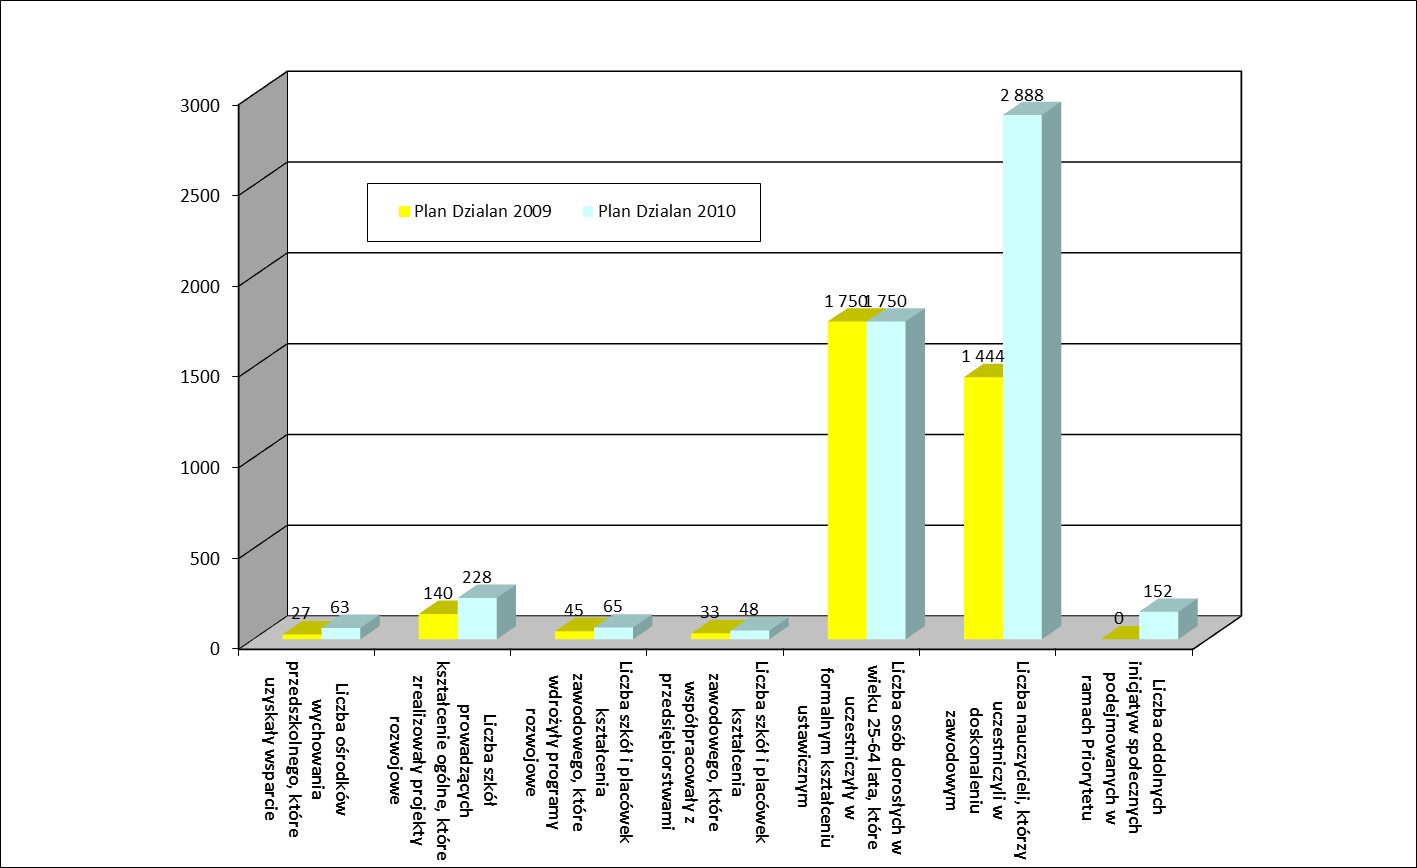 3000
2500
2000
1500
1000
500
0
Plan Dzialan 2009
Plan Dzialan 2010
27
63
140
228
45
65
33
48
1 750
1 750
1 444
2 888
0
152
Liczba ośrodków
wychowania
przedszkolnego, które
uzyskały wsparcie
Liczba szkół
prowadzących
kształcenie ogólne, które
zrealizowały projekty
rozwojowe
Liczba szkół i placówek
kształcenia
zawodowego, które
wdrożyły programy
rozwojowe
Liczba szkół i placówek
kształcenia
zawodowego, które
współpracowały z
przedsiębiorstwami
Liczba osób dorosłych w
wieku 25-64 lata, które
uczestniczyły w
formalnym kształceniu
ustawicznym
Liczba nauczycieli, którzy
uczestniczyli w
doskonaleniu
zawodowym
Liczba oddolnych
inicjatyw społecznych
podejmowanych w
ramach Priorytetu